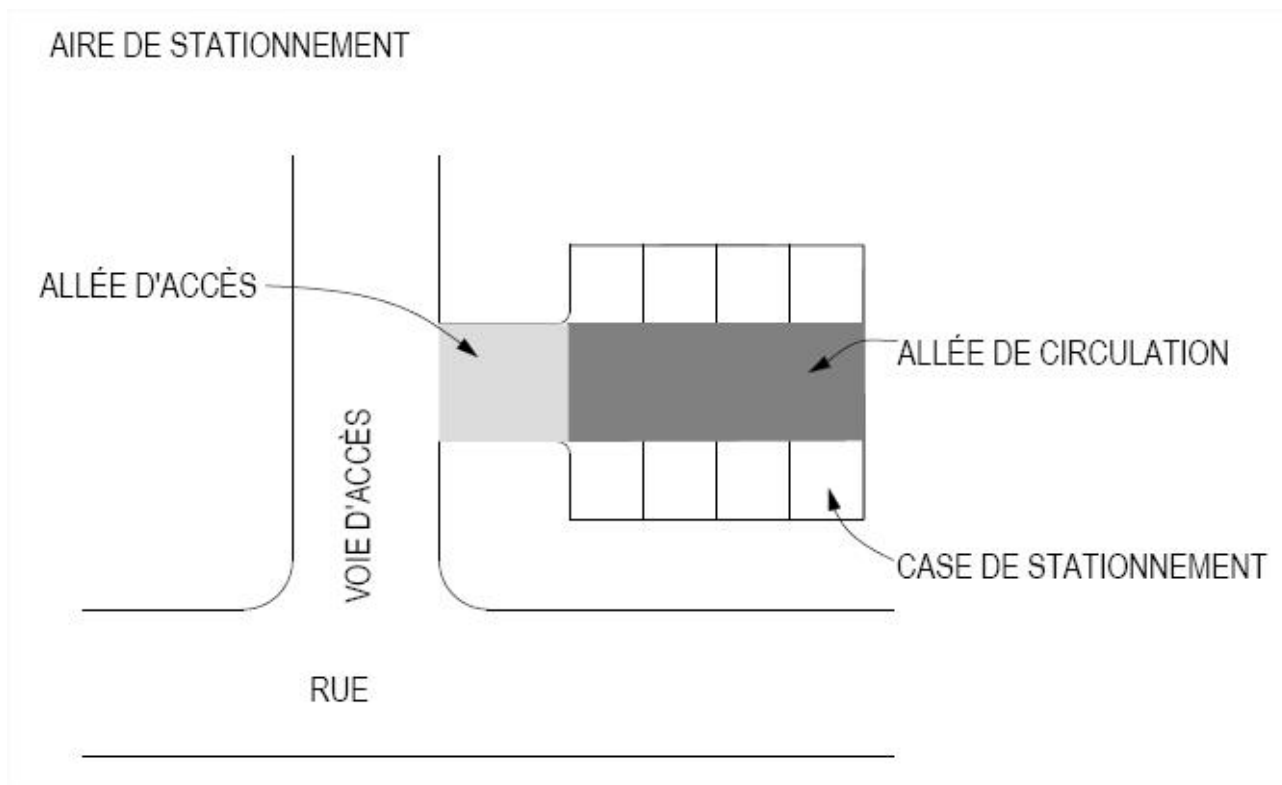 AIRE DE STATIONNEMENT
ALLÉE D'ACCÈS
ALLÉE DE CIRCULATION
VOIE D'ACCÈS
CASE DE STATIONNEMENT
RUE